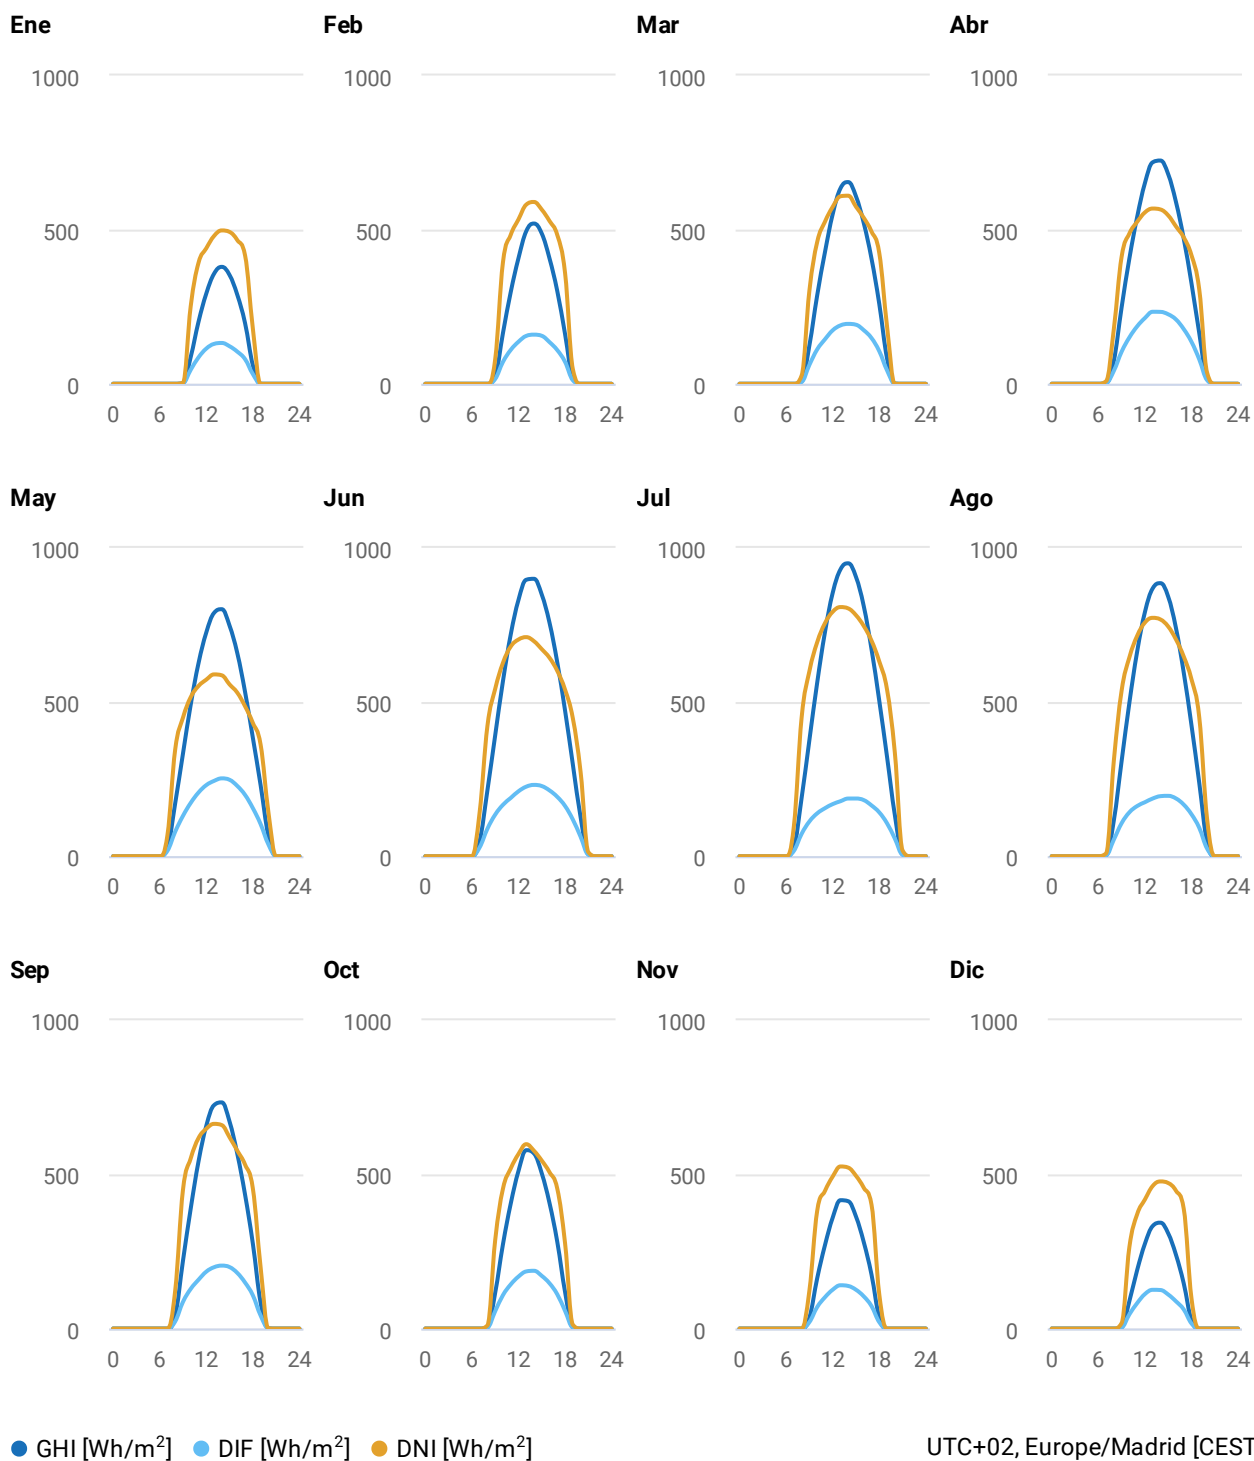 Ene Feb Mar Abr
1000 1000 1000 1000
500 500 500 500
0 0 0 0
0 6 12 18 24 0 6 12 18 24 0 6 12 18 24 0 6 12 18 24
May Jun Jul Ago
1000 1000 1000 1000
500 500 500 500
0 0 0 0
0 6 12 18 24 0 6 12 18 24 0 6 12 18 24 0 6 12 18 24
Sep Oct Nov Dic
1000 1000 1000 1000
500 500 500 500
0 0 0 0
0 6 12 18 24 0 6 12 18 24 0 6 12 18 24 0 6 12 18 24
GHI [Wh/m²] DIF [Wh/m²] DNI [Wh/m²] UTC+02, Europe/Madrid [CEST